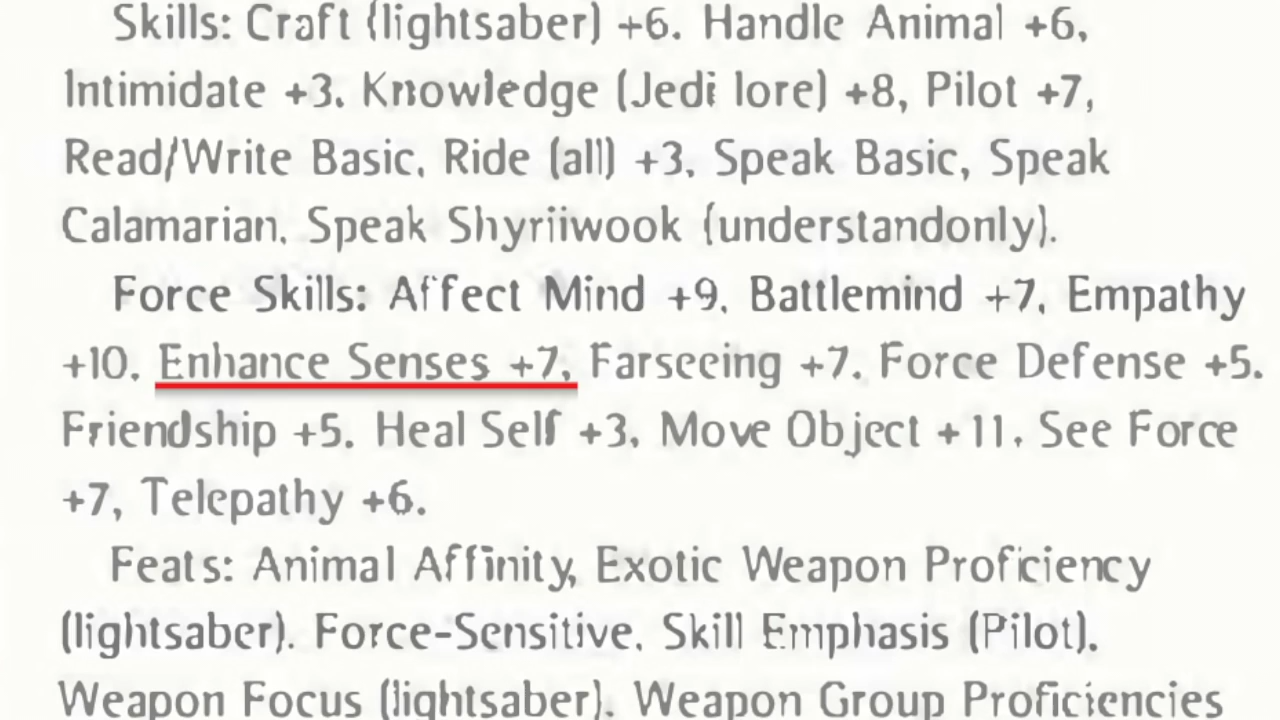 Skills: Craft (lightsaber) +6. Handle Animal +6,
Intimidate +3. Knowledge (Jedi lore) +8, Pilot +7,
Read/Write Basic, Ride (all) +3, Speak Basic, Speak
Calamarian, Speak Shyriiwook (understandonly).
Force Skills: Affect Mind +9, Battlemind +7, Empathy
+10, Enhance Senses +7, Farseeing +7, Force Defense +5.
Friendship +5. Heal Self +3, Move Object +11, See Force
+7, Telepathy +6.
Feats: Animal Affinity, Exotic Weapon Proficiency
(lightsaber). Force-Sensitive, Skill Emphasis (Pilot).
Weapon Focus (lightsaber). Weapon Group Proficiencies